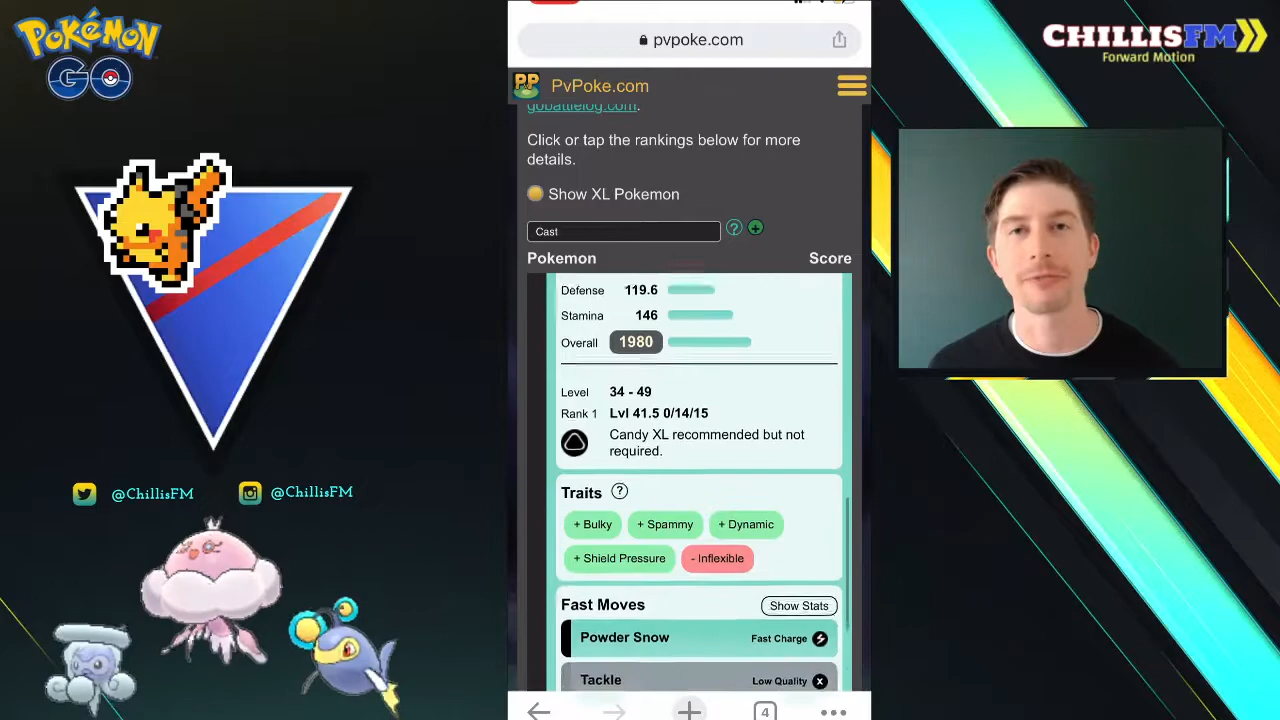 POKÉMON
GO
@ChillisFM
@ChillisFM
pvpoke.com
PvPoke.com
gobattlelog.com.
Click or tap the rankings below for more
details.
Show XL Pokemon
Cast
?
+
Pokemon Score
Defense 119.6
Stamina 146
Overall 1980
Level 34 - 49
Rank 1 Lvl 41.5 0/14/15
Candy XL recommended but not
required.
Traits ?
+ Bulky + Spammy + Dynamic
+ Shield Pressure - Inflexible
Fast Moves Show Stats
Powder Snow Fast Charge
Tackle Low Quality x
4
CHILLISFM
Forward Motion